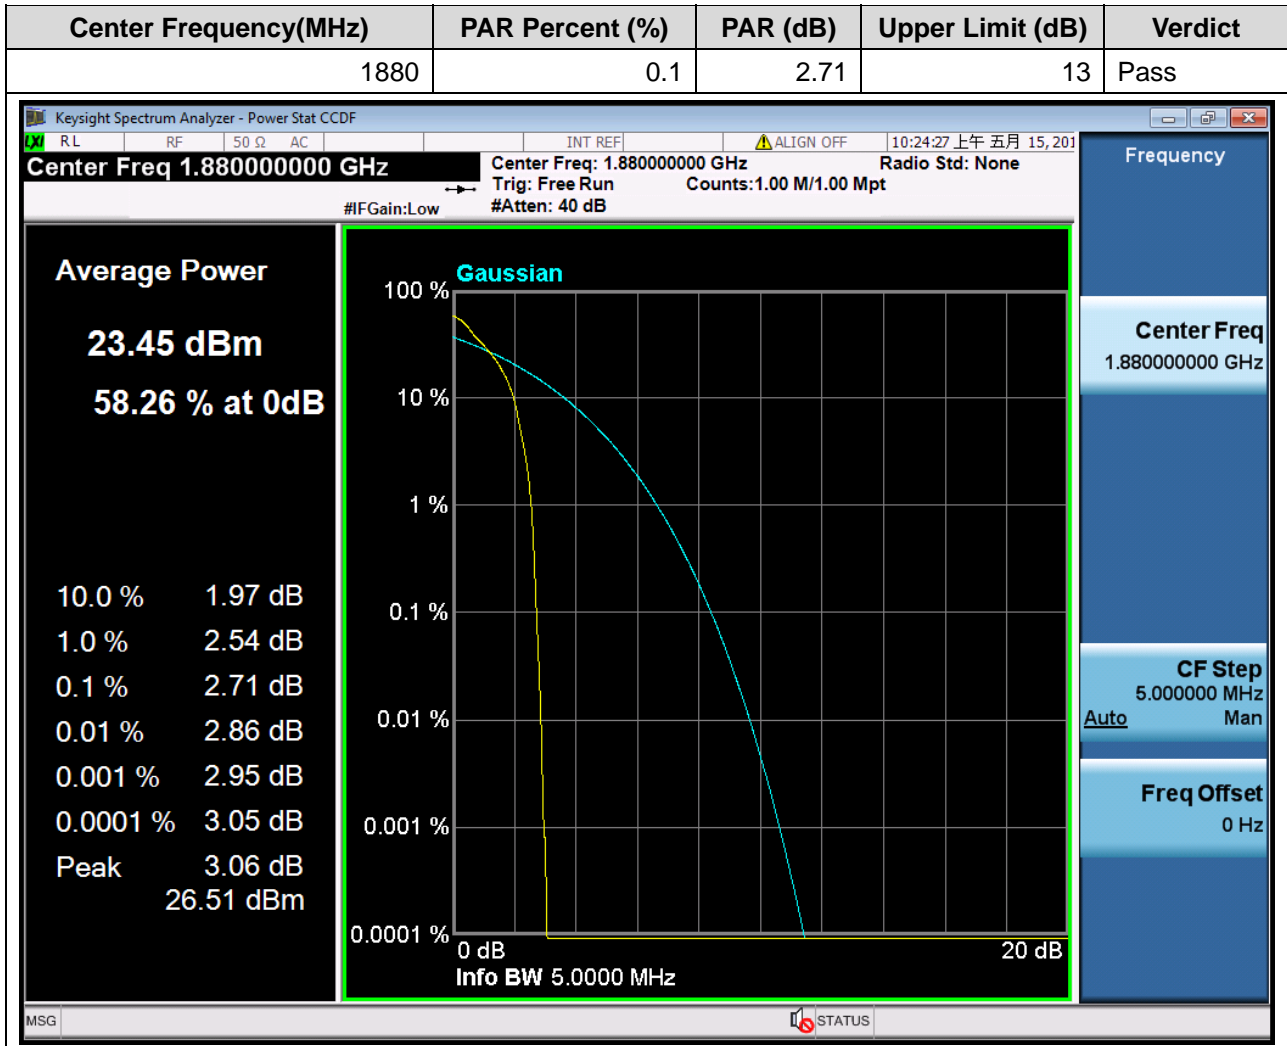 Center Frequency(MHz) PAR Percent (%) PAR (dB) Upper Limit (dB) Verdict
1880 0.1 2.71 13 Pass
Keysight Spectrum Analyzer - Power Stat CCDF
LXI RL RF 50 Ω AC INT REF ALIGN OFF 10:24:27 上午 五月 15, 201
Center Freq 1.880000000 GHz
#IFGain:Low
Center Freq: 1.880000000 GHz Radio Std: None
Trig: Free Run Counts:1.00 M/1.00 Mpt
#Atten: 40 dB
Average Power
23.45 dBm
58.26 % at 0dB
10.0 % 1.97 dB
1.0 % 2.54 dB
0.1 % 2.71 dB
0.01 % 2.86 dB
0.001 % 2.95 dB
0.0001 % 3.05 dB
Peak 3.06 dB
26.51 dBm
Gaussian
100 %
10 %
1 %
0.1 %
0.01 %
0.001 %
0.0001 %
0 dB 20 dB
Info BW 5.0000 MHz
Frequency
Center Freq
1.880000000 GHz
CF Step
5.000000 MHz
Auto Man
Freq Offset
0 Hz
MSG STATUS